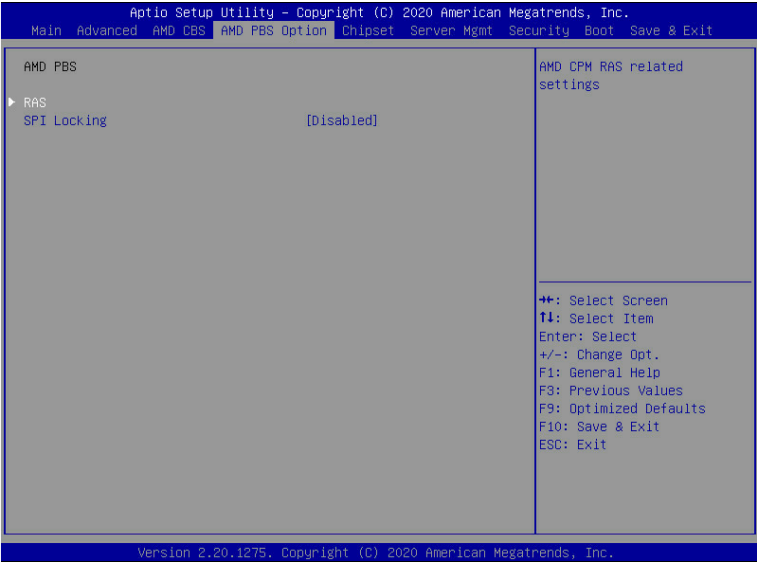 Aptio Setup Utility – Copyright (C) 2020 American Megatrends, Inc.
Main Advanced AMD CBS AMD PBS Option Chipset Server Mgmt Security Boot Save & Exit
AMD PBS
RAS
SPI Locking [Disabled]
AMD CPM RAS related
settings
→←: Select Screen
↑↓: Select Item
Enter: Select
+/-: Change Opt.
F1: General Help
F3: Previous Values
F9: Optimized Defaults
F10: Save & Exit
ESC: Exit
Version 2.20.1275. Copyright (C) 2020 American Megatrends, Inc.